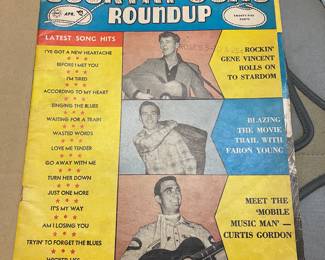 COUNTRY SONG
ROUNDUP
APR.
TWENTY-FIVE
CENTS
LATEST SONG HITS
I'VE GOT A NEW HEARTACHE
BEFORE I MET YOU
I'M TIRED
ACCORDING TO MY HEART
SINGING THE BLUES
WAITING FOR A TRAIN
WASTED WORDS
LOVE ME TENDER
GO AWAY WITH ME
TURN HER DOWN
JUST ONE MORE
IT'S MY WAY
AM I LOSING YOU
TRYIN' TO FORGET THE BLUES
ROCKIN'
GENE VINCENT
ROLLS ON
TO STARDOM
BLAZING
THE MOVIE
TRAIL WITH
FARON YOUNG
MEET THE
'MOBILE
MUSIC MAN' —
CURTIS GORDON